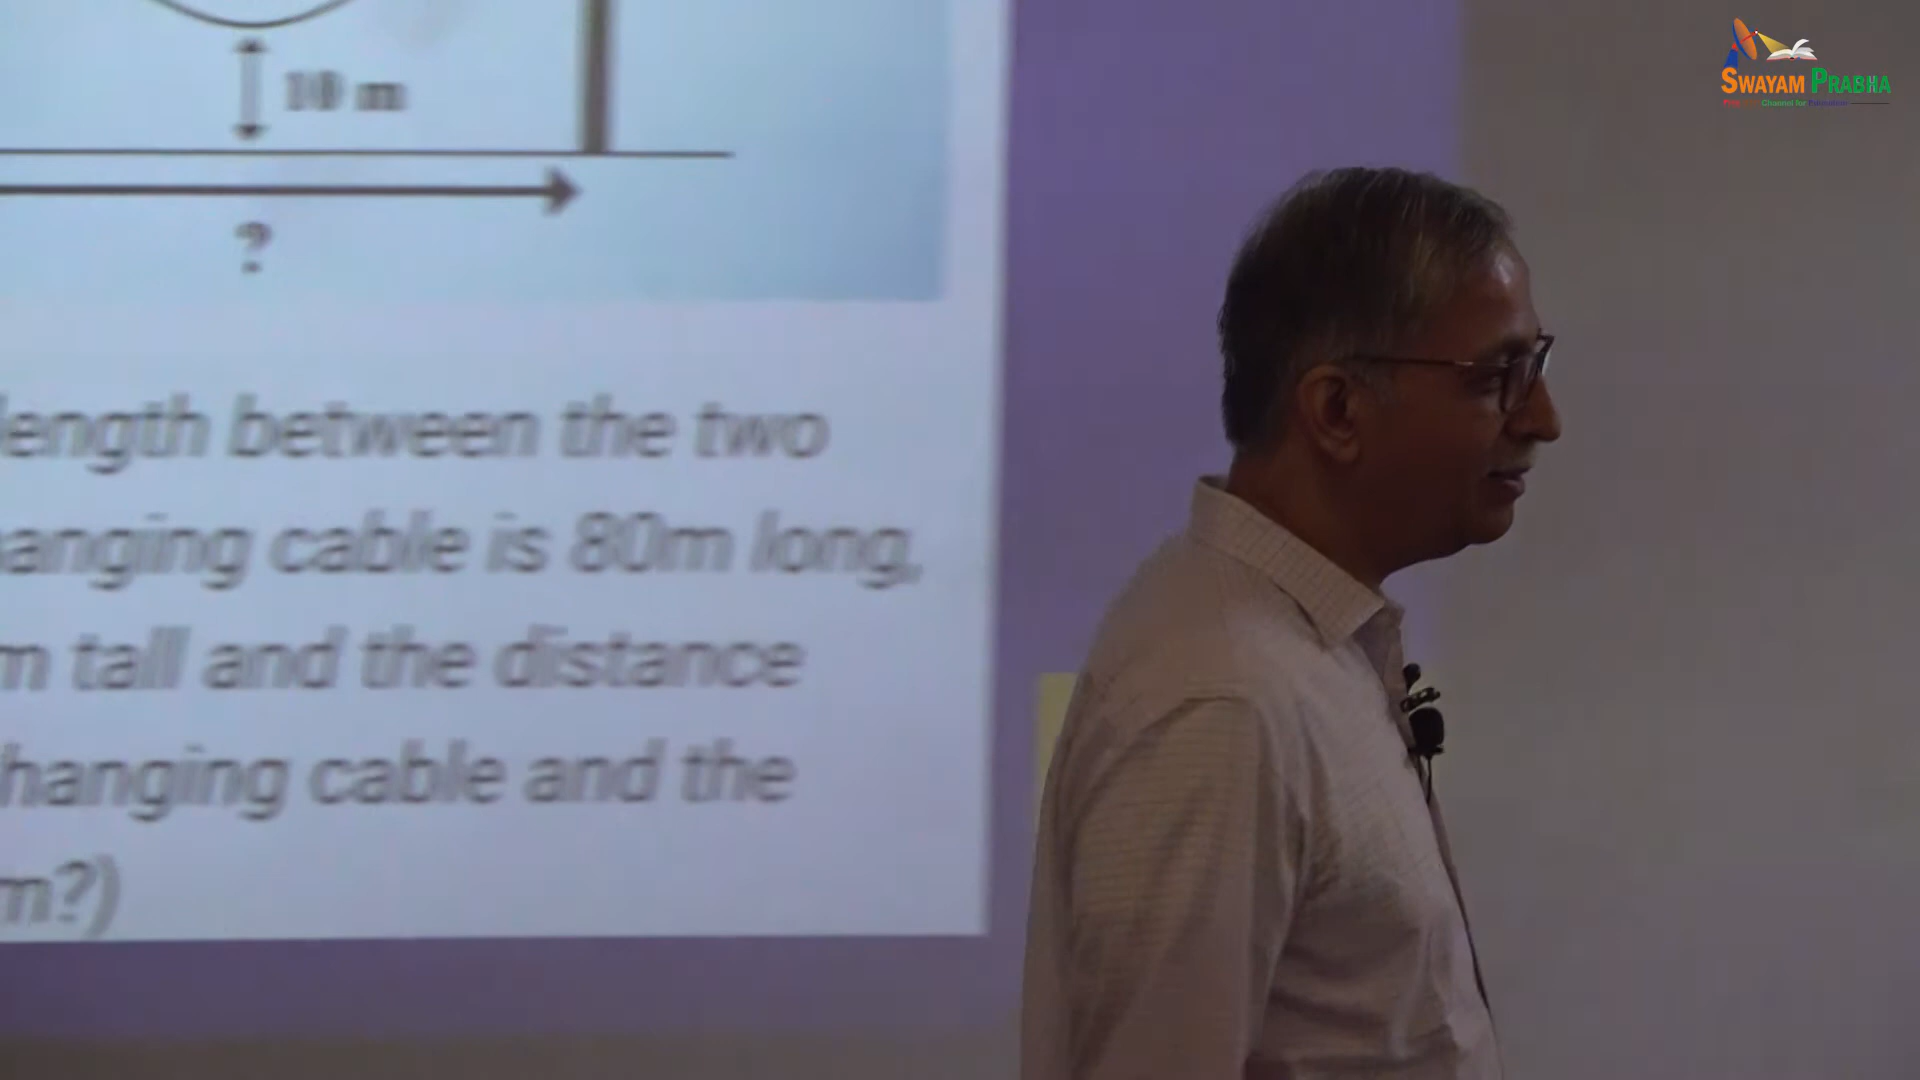 SWAYAM PRABHA
10 m
?
length between the two
hanging cable is 80m long,
m tall and the distance
hanging cable and the
m?)